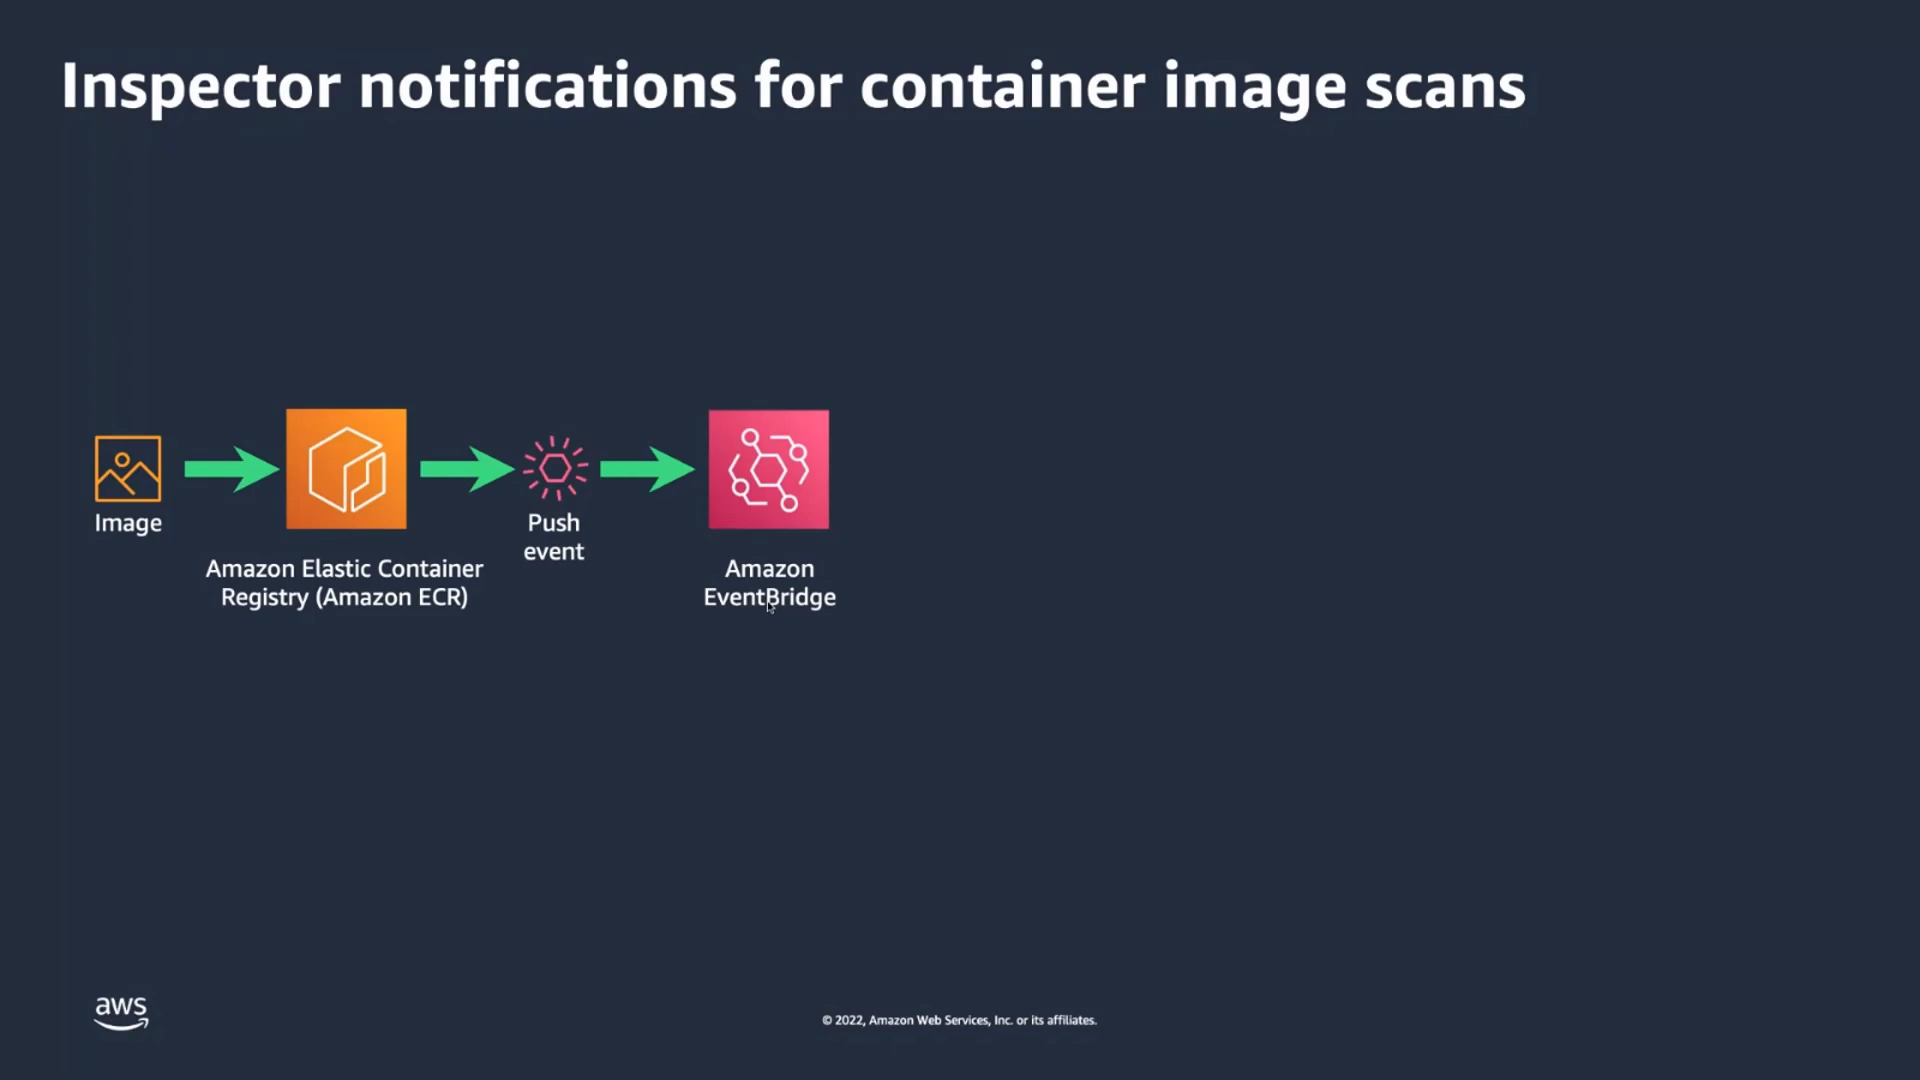 Inspector notifications for container image scans
Image
Amazon Elastic Container
Registry (Amazon ECR)
Push
event
Amazon
EventBridge
aws
© 2022, Amazon Web Services, Inc. or its affiliates.